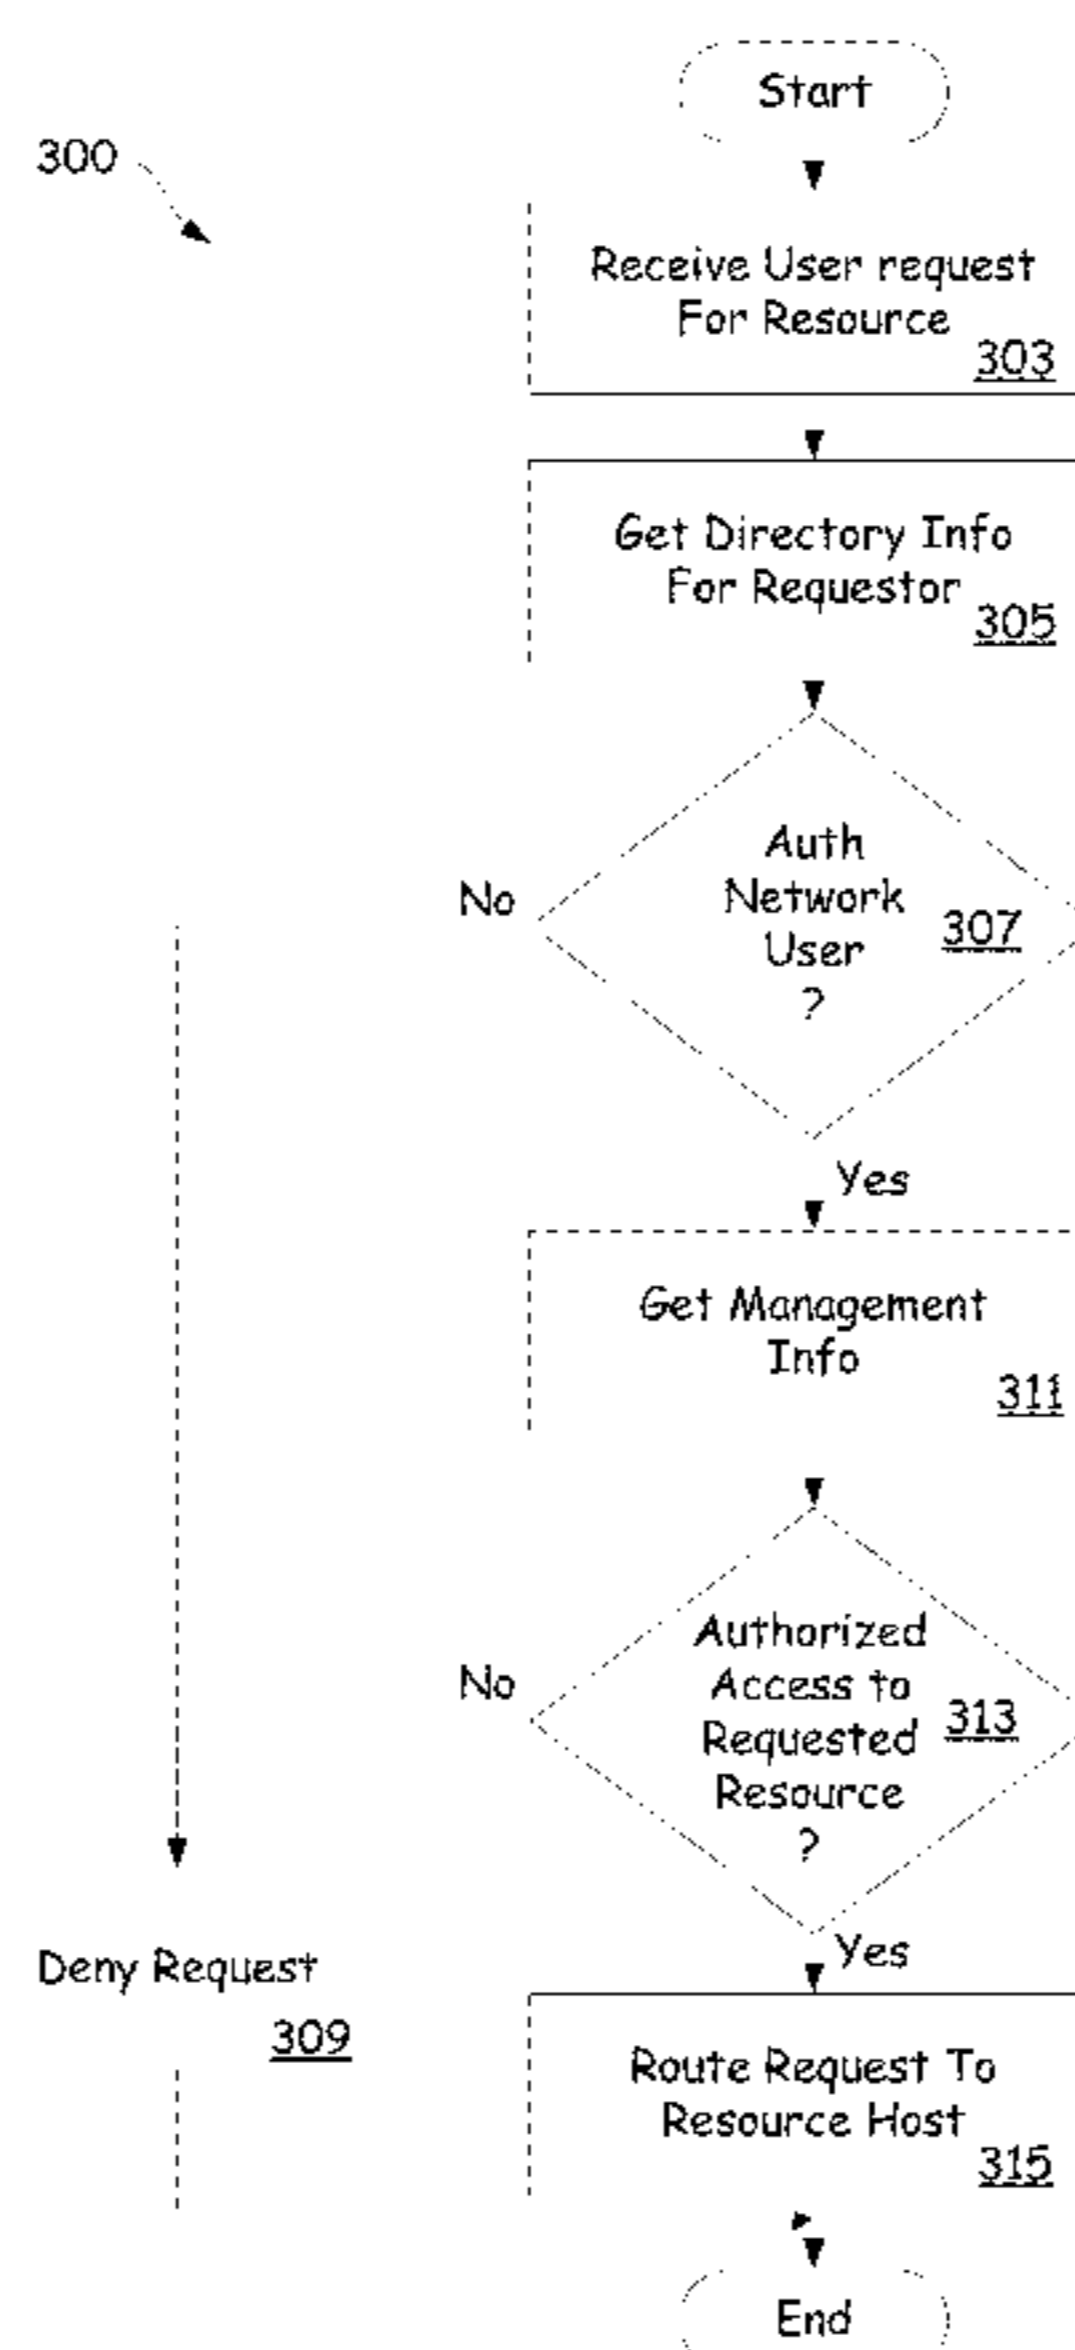 Start
300
Receive User request
For Resource
303
Get Directory Info
For Requestor
305
Auth
Network
User
?
307
No
Yes
Get Management
Info
311
Authorized
Access to
Requested
Resource
?
313
No
Yes
Deny Request
309
Route Request To
Resource Host
315
End